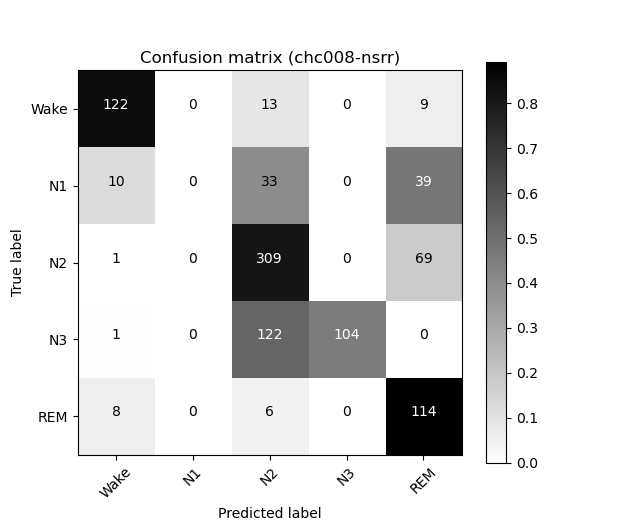 Confusion matrix (chc008-nsrr)
Wake 122 0 13 0 9
N1 10 0 33 0 39
N2 1 0 309 0 69
N3 1 0 122 104 0
REM 8 0 6 0 114
Wake N1 N2 N3 REM
Predicted label
True label
0.8
0.7
0.6
0.5
0.4
0.3
0.2
0.1
0.0